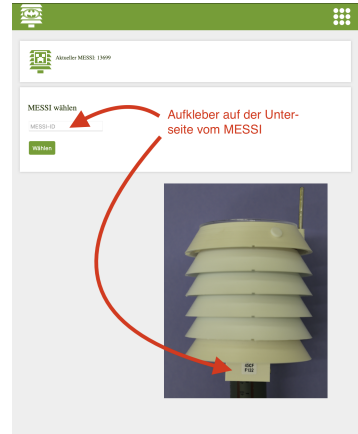 Aktueller MESSI: 13699
MESSI wählen
MESSI-ID
Wählen
Aufkleber auf der Unter-
seite vom MESSI